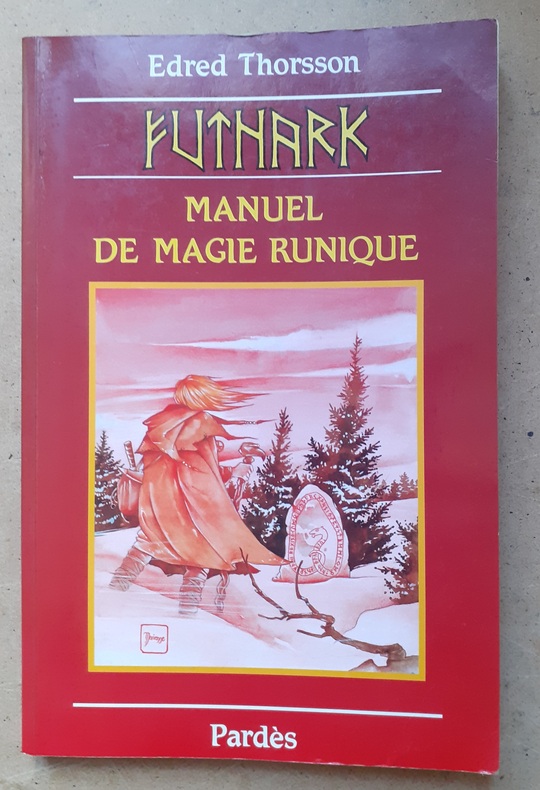 Edred Thorsson
FUTHARK
MANUEL
DE MAGIE RUNIQUE
Pardès